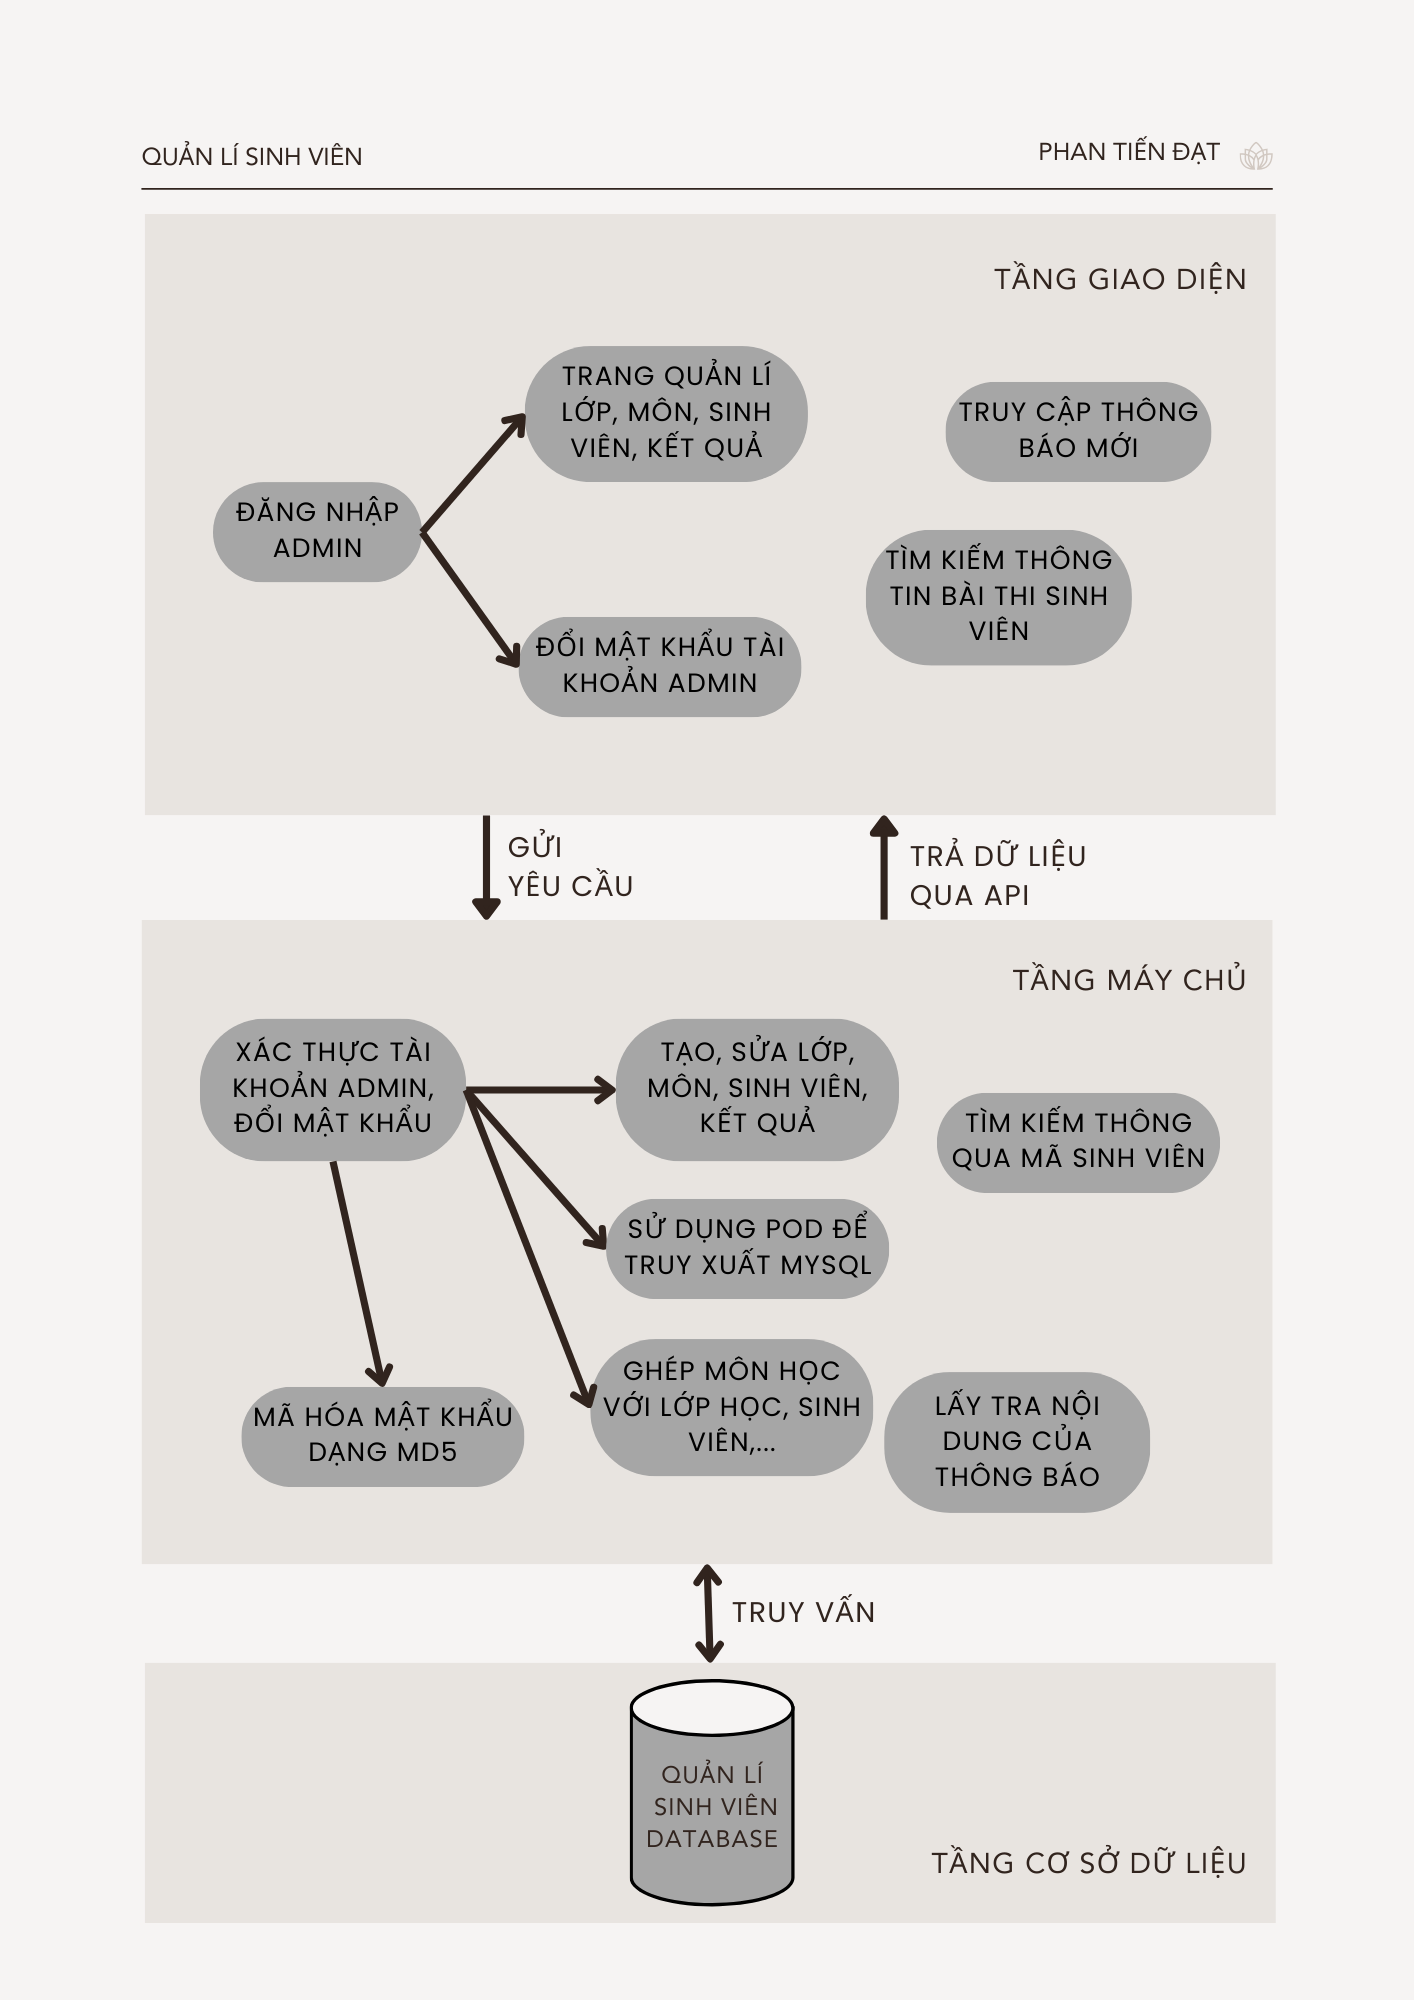 QUẢN LÍ SINH VIÊN
PHAN TIẾN ĐẠT
TẦNG GIAO DIỆN
TRANG QUẢN LÍ
LỚP, MÔN, SINH
VIÊN, KẾT QUẢ
TRUY CẬP THÔNG
BÁO MỚI
ĐĂNG NHẬP
ADMIN
TÌM KIẾM THÔNG
TIN BÀI THI SINH
VIÊN
ĐỔI MẬT KHẨU TÀI
KHOẢN ADMIN
GỬI
YÊU CẦU
TRẢ DỮ LIỆU
QUA API
TẦNG MÁY CHỦ
XÁC THỰC TÀI
KHOẢN ADMIN,
ĐỔI MẬT KHẨU
TẠO, SỬA LỚP,
MÔN, SINH VIÊN,
KẾT QUẢ
TÌM KIẾM THÔNG
QUA MÃ SINH VIÊN
SỬ DỤNG POD ĐỂ
TRUY XUẤT MYSQL
GHÉP MÔN HỌC
VỚI LỚP HỌC, SINH
VIÊN,...
MÃ HÓA MẬT KHẨU
DẠNG MD5
LẤY TRA NỘI
DUNG CỦA
THÔNG BÁO
TRUY VẤN
QUẢN LÍ
SINH VIÊN
DATABASE
TẦNG CƠ SỞ DỮ LIỆU